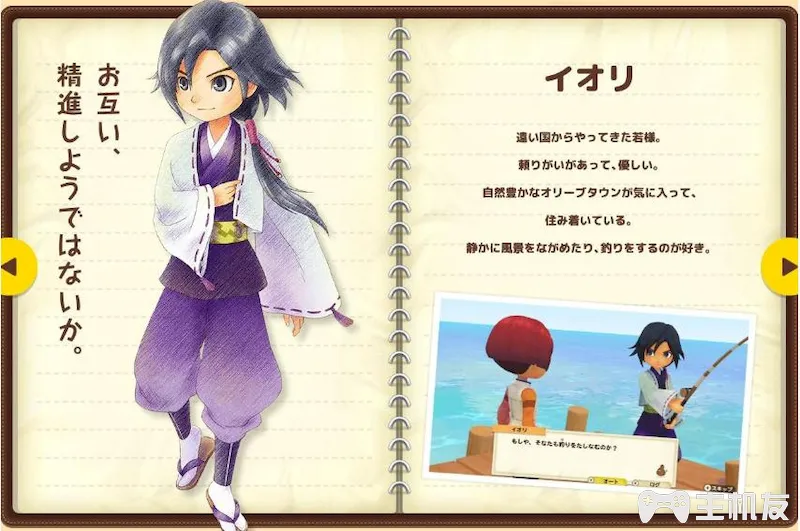 お互い、
精進しようではないか。
イオリ
遠い国からやってきた若様。
頼りがいがあって、優しい。
自然豊かなオリーブタウンが気に入って、
住み着いている。
静かに風景をながめたり、釣りをするのが好き。
イオリ
もしや、そなたも釣りをたしなむのか?
オート
ログ
スキップ
主机友